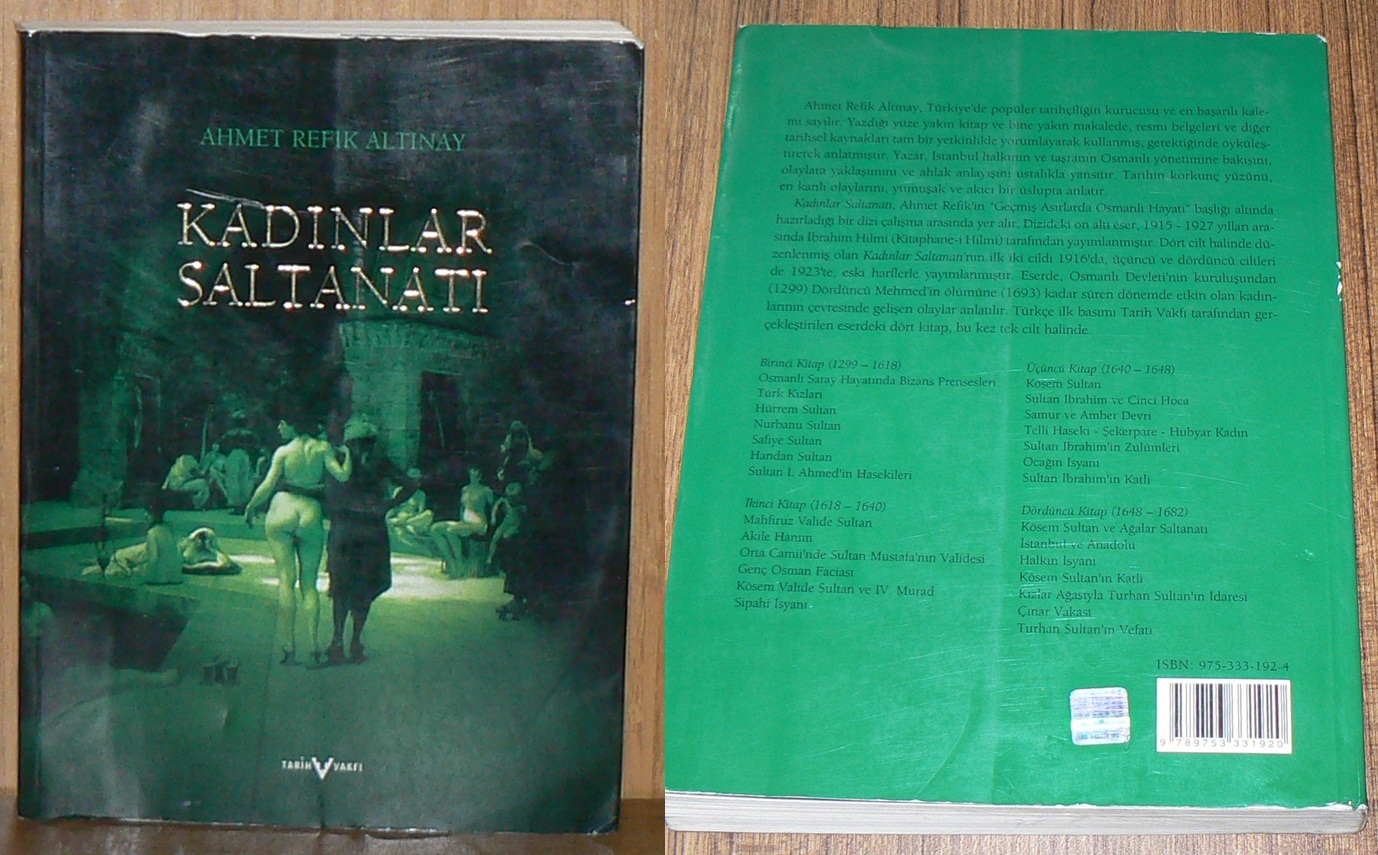 AHMET REFIK ALTINAY
KADINLAR
SALTANATI
TARİH VAKFI
Ahmet Refik Altınay, Türkiye'de popüler tarihçiliğin kurucusu ve en başarılı kale-
mi sayılır. Yazdığı yüze yakın kitap ve bine yakın makalede, resmi belgeleri ve diğer
tarihsel kaynakları tam bir yetkinlikle yorumlayarak kullanmış, gerektiğinde öyküleş-
tirerek anlatmıştır. Yazar, İstanbul halkının ve taşranın Osmanlı yönetimine bakışını,
olaylara yaklaşımını ve ahlak anlayışını ustalıkla yansıtır. Tarihin korkunç yüzünü,
en kanlı olaylarını, yumuşak ve akıcı bir üslupta anlatır.
Kadınlar Saltanatı, Ahmet Refik'in "Geçmiş Asırlarda Osmanlı Hayatı" başlığı altında
hazırladığı bir dizi çalışma arasında yer alır. Dizideki on altı eser, 1915 - 1927 yılları ara-
sında İbrahim Hilmi (Kitaphane-i Hilmi) tarafından yayımlanmıştır. Dört cilt halinde dü-
zenlenmiş olan Kadınlar Saltanatı'nın ilk iki cildi 1916'da, üçüncü ve dördüncü ciltleri
de 1923'te, eski harflerle yayımlanmıştır. Eserde, Osmanlı Devleti'nin kuruluşundan
(1299) Dördüncü Mehmed'in ölümüne (1693) kadar süren dönemde etkin olan kadın-
larının çevresinde gelişen olaylar anlatılır. Türkçe ilk basımı Tarih Vakfı tarafından ger-
çekleştirilen eserdeki dört kitap, bu kez tek cilt halinde.
Birinci Kitap (1299 – 1618)
Osmanlı Saray Hayatında Bizans Prensesleri
Türk Kızları
Hürrem Sultan
Nurbanu Sultan
Safiye Sultan
Handan Sultan
Sultan I. Ahmed'in Hasekileri
İkinci Kitap (1618 – 1640)
Mahfiruz Valide Sultan
Akile Hanım
Orta Camii'nde Sultan Mustafa'nın Validesi
Genç Osman Faciası
Kösem Valide Sultan ve IV. Murad
Sipahi İsyanı
Üçüncü Kitap (1640 – 1648)
Kösem Sultan
Sultan İbrahim ve Cinci Hoca
Samur ve Amber Devri
Telli Haseki - Şekerpare - Hubyar Kadın
Sultan İbrahim'in Zulümleri
Ocağın İsyanı
Sultan İbrahim'in Katli
Dördüncü Kitap (1648 – 1682)
Kösem Sultan ve Ağalar Saltanatı
İstanbul ve Anadolu
Halkın İsyanı
Kösem Sultan'ın Katli
Kızlar Ağasıyla Turhan Sultan'ın İdaresi
Çınar Vakası
Turhan Sultan'ın Vefatı
ISBN: 975-333-192-4
9 789753 331920